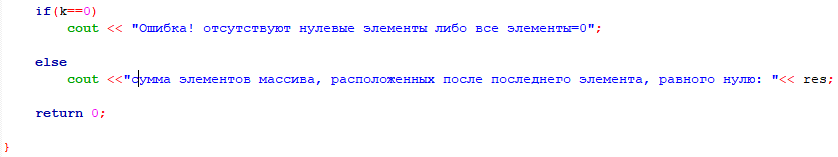 if(k==0)
cout << "Ошибка! отсутствуют нулевые элементы либо все элементы=0";
else
cout <<"сумма элементов массива, расположенных после последнего элемента, равного нулю: "<< res;
return 0;
}